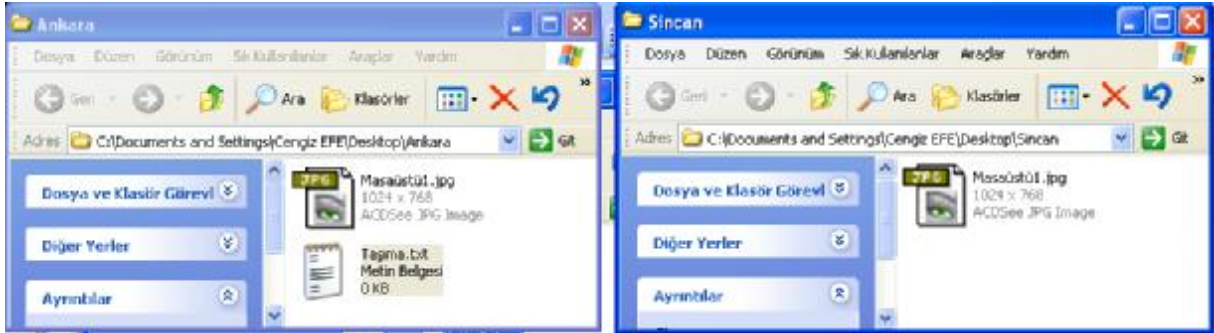 Ankara
Dosya Düzen Görünüm Sık Kullanılanlar Araçlar Yardım
Geri Ara Klasörler
Adres C:\Documents and Settings\Cengiz EFE\Desktop\Ankara Git
Dosya ve Klasör Görevl
Diğer Yerler
Ayrıntılar
JPG
Masaüstü1.jpg
1024 x 768
ACDSee JPG Image
Taşma.txt
Metin Belgesi
0 KB
Sincan
Dosya Düzen Görünüm Sık Kullanılanlar Araçlar Yardım
Geri Ara Klasörler
Adres C:\Documents and Settings\Cengiz EFE\Desktop\Sincan Git
Dosya ve Klasör Görevl
Diğer Yerler
Ayrıntılar
JPG
Masaüstü1.jpg
1024 x 768
ACDSee JPG Image